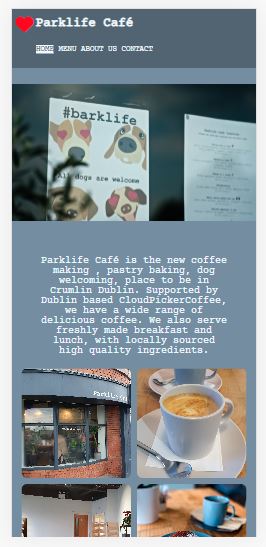 Parklife Café
HOME MENU ABOUT US CONTACT
#barklife
All dogs are welcome
Parklife Café is the new coffee
making , pastry baking, dog
welcoming, place to be in
Crumlin Dublin. Supported by
Dublin based CloudPickerCoffee,
we have a wide range of
delicious coffee. We also serve
freshly made breakfast and
lunch, with locally sourced
high quality ingredients.